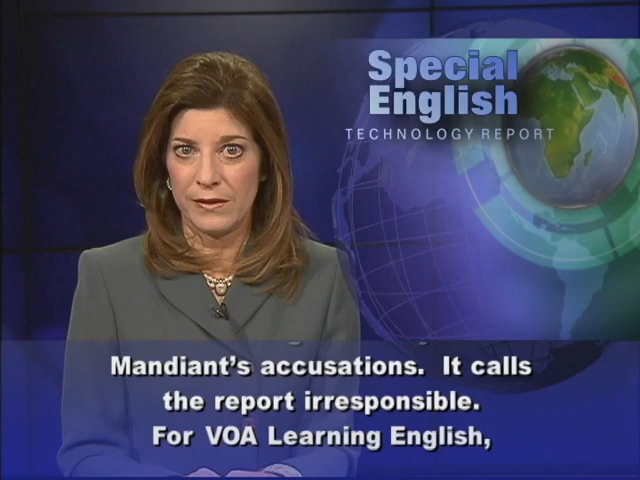 Special
English
TECHNOLOGY REPORT
Mandiant's accusations. It calls
the report irresponsible.
For VOA Learning English,